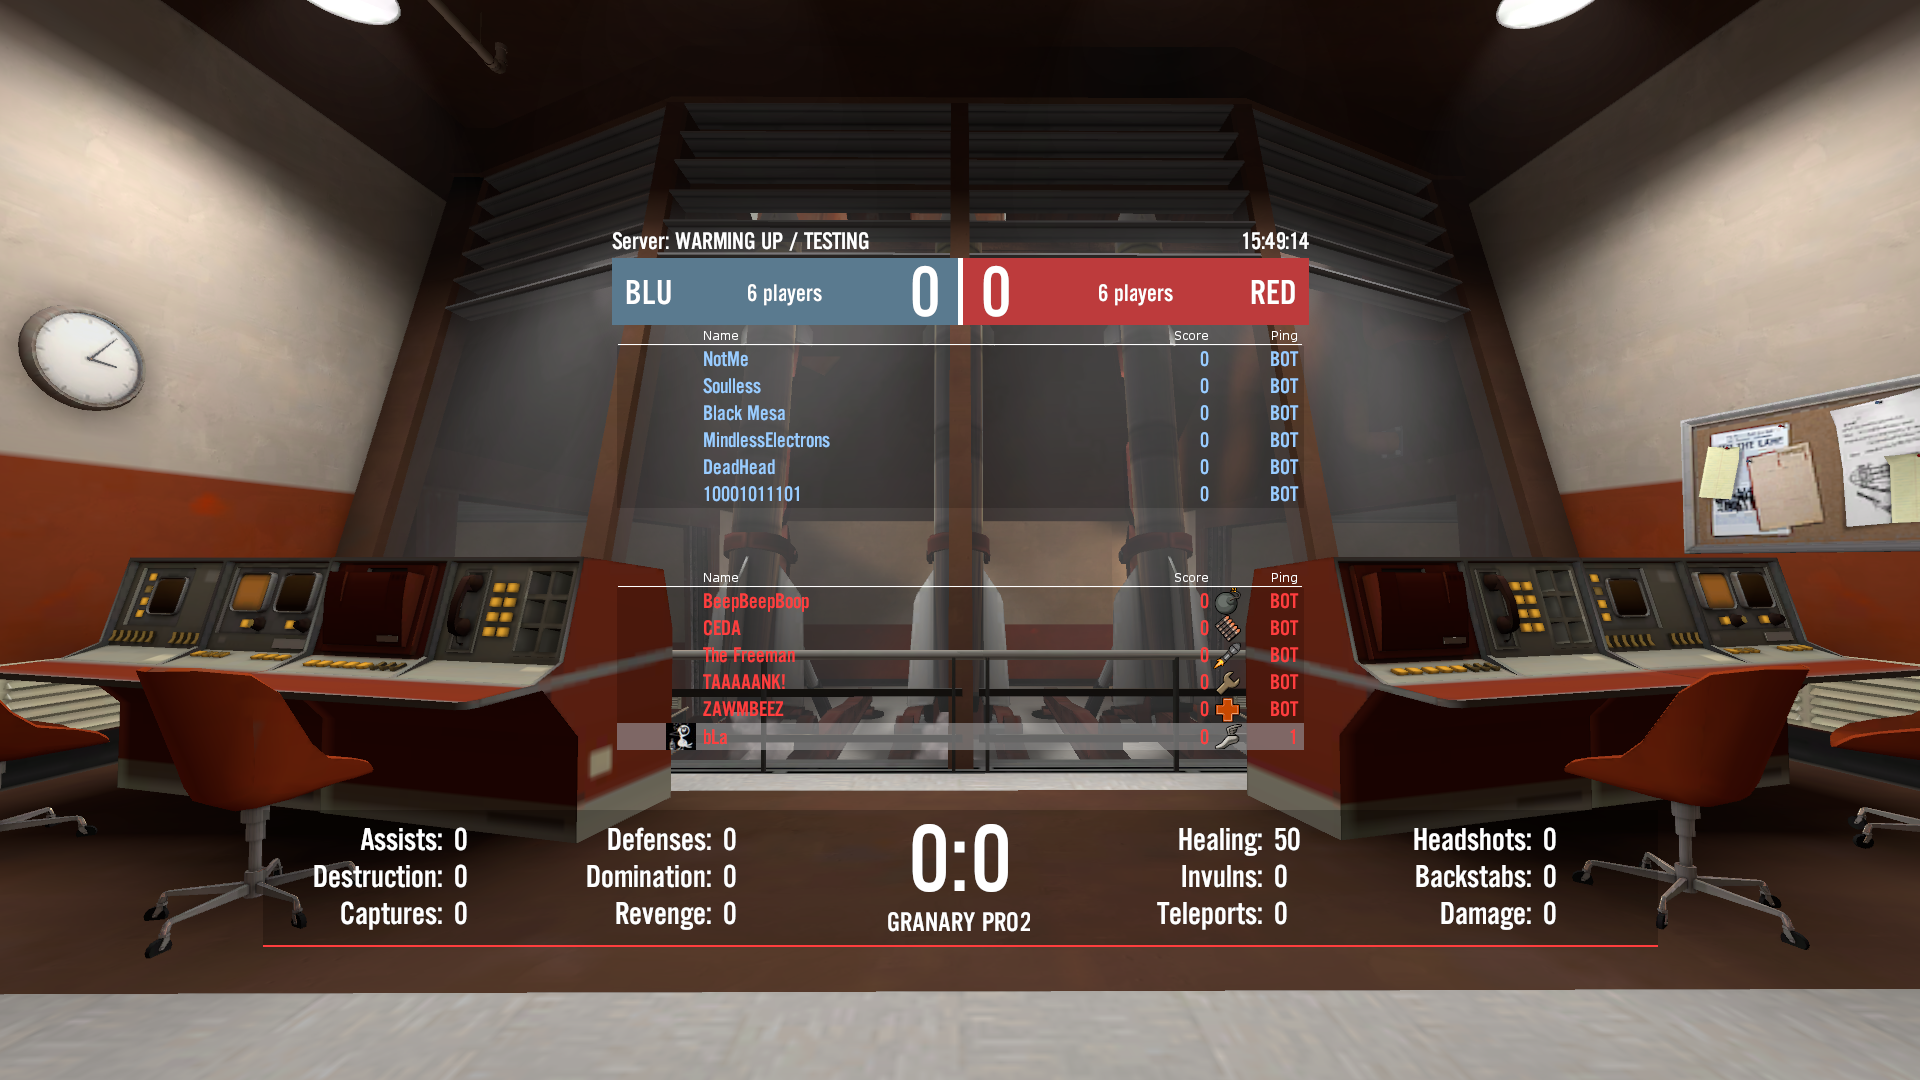 Server: WARMING UP / TESTING 15:49:14
BLU 6 players 0 0 6 players RED
Name Score Ping
NotMe 0 BOT
Soulless 0 BOT
Black Mesa 0 BOT
MindlessElectrons 0 BOT
DeadHead 0 BOT
10001011101 0 BOT
Name Score Ping
BeepBeepBoop 0 BOT
CEDA 0 BOT
The Freeman 0 BOT
TAAAAANK! 0 BOT
ZAWMBEEZ 0 BOT
bLa 0 1
Assists: 0 Defenses: 0 0:0 Healing: 50 Headshots: 0
Destruction: 0 Domination: 0 Invulns: 0 Backstabs: 0
Captures: 0 Revenge: 0 GRANARY PRO2 Teleports: 0 Damage: 0